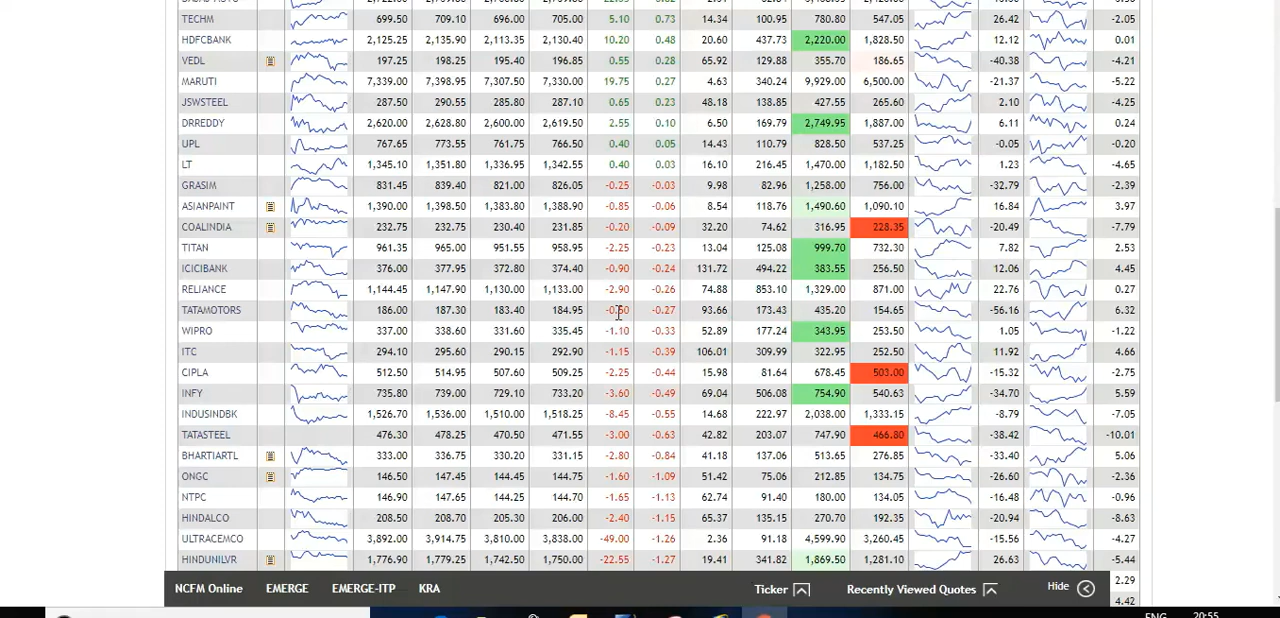 TECHM 699.50 709.10 696.00 705.00 5.10 0.73 14.34 100.95 780.80 547.05 26.42 -2.05
HDFCBANK 2,125.25 2,135.90 2,113.35 2,130.40 10.20 0.48 20.60 437.73 2,220.00 1,828.50 12.12 0.01
VEDL 197.25 198.25 195.40 196.85 0.55 0.28 65.92 129.88 355.70 186.65 -40.38 -4.21
MARUTI 7,339.00 7,398.95 7,307.50 7,330.00 19.75 0.27 4.63 340.24 9,929.00 6,500.00 -21.37 -5.22
JSWSTEEL 287.50 290.55 285.80 287.10 0.65 0.23 48.18 138.85 427.55 265.60 2.10 -4.25
DRREDDY 2,620.00 2,628.80 2,600.00 2,619.50 2.55 0.10 6.50 169.79 2,749.95 1,887.00 6.11 0.24
UPL 767.65 773.55 761.75 766.50 0.40 0.05 14.43 110.79 828.50 537.25 -0.05 -0.20
LT 1,345.10 1,351.80 1,336.95 1,342.55 0.40 0.03 16.10 216.45 1,470.00 1,182.50 1.23 -4.65
GRASIM 831.45 839.40 821.00 826.05 -0.25 -0.03 9.98 82.96 1,258.00 756.00 -32.79 -2.39
ASIANPAINT 1,390.00 1,398.50 1,383.80 1,388.90 -0.85 -0.06 8.54 118.76 1,490.60 1,090.10 16.84 3.97
COALINDIA 232.75 232.75 230.40 231.85 -0.20 -0.09 32.20 74.62 316.95 228.35 -20.49 -7.79
TITAN 961.35 965.00 951.55 958.95 -2.25 -0.23 13.04 125.08 999.70 732.30 7.82 2.53
ICICIBANK 376.00 377.95 372.80 374.40 -0.90 -0.24 131.72 494.22 383.55 256.50 12.06 4.45
RELIANCE 1,144.45 1,147.90 1,130.00 1,133.00 -2.90 -0.26 74.88 853.10 1,329.00 871.00 22.76 0.27
TATAMOTORS 186.00 187.30 183.40 184.95 -0.50 -0.27 93.66 173.43 435.20 154.65 -56.16 6.32
WIPRO 337.00 338.60 331.60 335.45 -1.10 -0.33 52.89 177.24 343.95 253.50 1.05 -1.22
ITC 294.10 295.60 290.15 292.90 -1.15 -0.39 106.01 309.99 322.95 252.50 11.92 4.66
CIPLA 512.50 514.95 507.60 509.25 -2.25 -0.44 15.98 81.64 678.45 503.00 -15.32 -2.75
INFY 735.80 739.00 729.10 733.20 -3.60 -0.49 69.04 506.08 754.90 540.63 -34.70 5.59
INDUSINDBK 1,526.70 1,536.00 1,510.00 1,518.25 -8.45 -0.55 14.68 222.97 2,038.00 1,333.15 -8.79 -7.05
TATASTEEL 476.30 478.25 470.50 471.55 -3.00 -0.63 42.82 203.07 747.90 466.80 -38.42 -10.01
BHARTIARTL 333.00 336.75 330.20 331.15 -2.80 -0.84 41.18 137.06 513.65 276.85 -33.40 5.06
ONGC 146.50 147.45 144.45 144.75 -1.60 -1.09 51.27 75.06 212.85 134.75 -26.60 -2.36
NTPC 146.90 147.65 144.25 144.70 -1.65 -1.13 62.74 91.40 180.00 134.05 -16.48 -0.96
HINDALCO 208.50 208.70 205.30 206.00 -2.40 -1.15 65.37 135.15 270.70 192.35 -20.94 -8.63
ULTRACEMCO 3,892.00 3,914.75 3,810.00 3,838.00 -49.00 -1.26 2.36 91.18 4,599.90 3,260.45 -15.56 -4.27
HINDUNILVR 1,776.90 1,779.25 1,742.50 1,750.00 -22.55 -1.27 19.41 341.82 1,869.50 1,281.10 26.63 -5.44
2.29
NCFM Online EMERGE EMERGE-ITP KRA Ticker Recently Viewed Quotes Hide
4.42
ENG 20:55